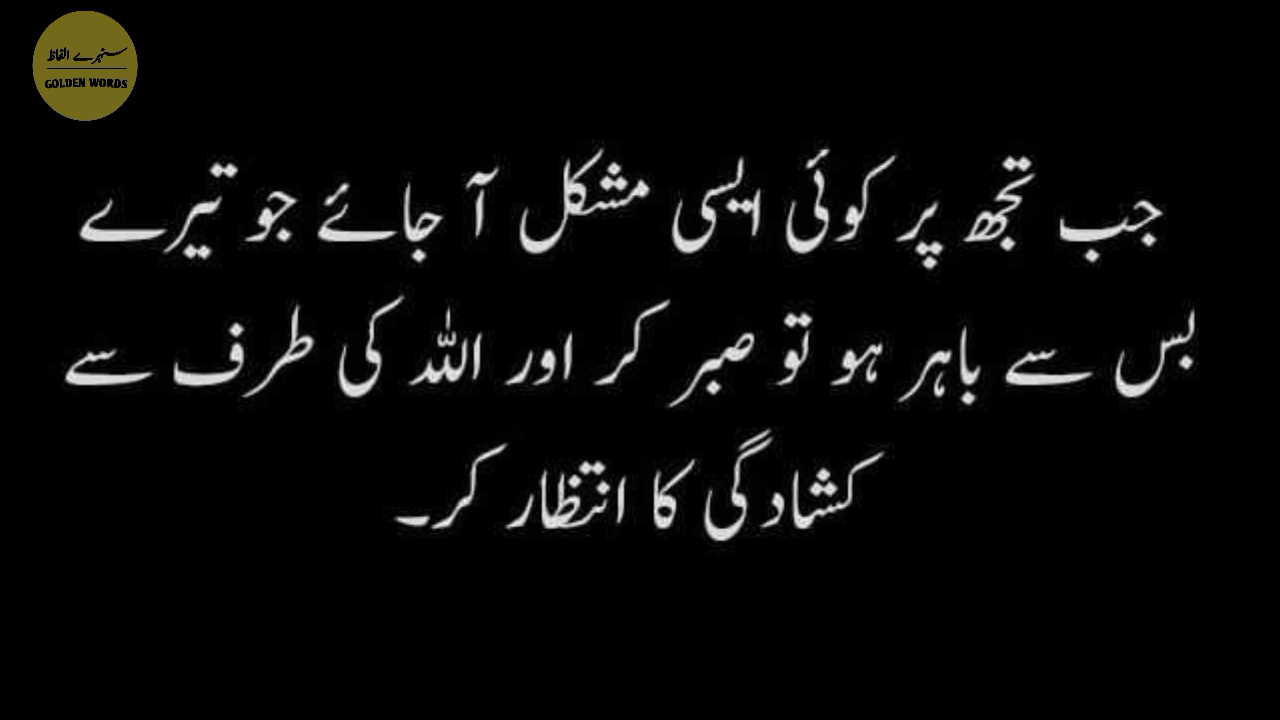 سنہرے الفاظ
GOLDEN WORDS
جب تجھ پر کوئی ایسی مشکل آ جائے جو تیرے
بس سے باہر ہو تو صبر کر اور اللہ کی طرف سے
کشادگی کا انتظار کر۔